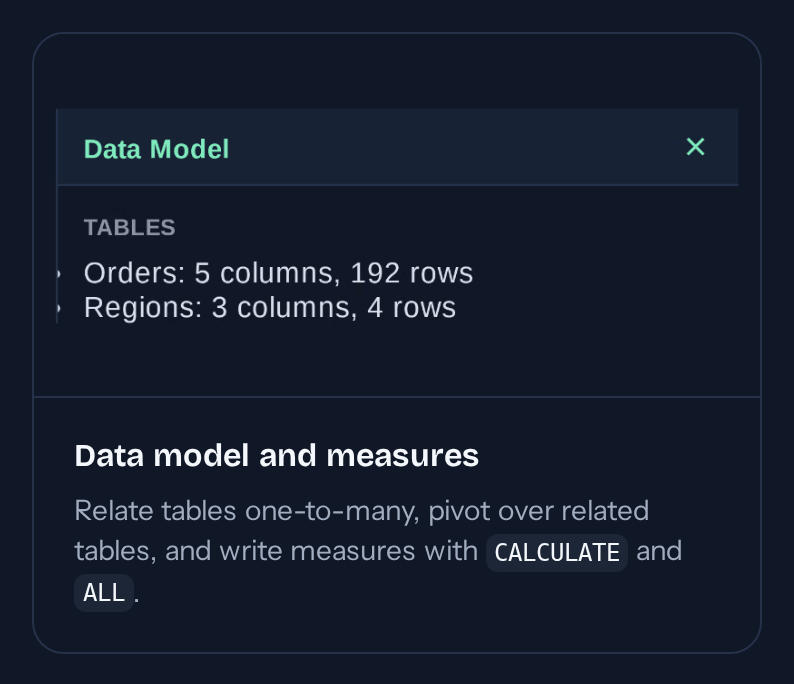 Data Model ×
TABLES
Orders: 5 columns, 192 rows
Regions: 3 columns, 4 rows
Data model and measures
Relate tables one-to-many, pivot over related
tables, and write measures with CALCULATE and
ALL.